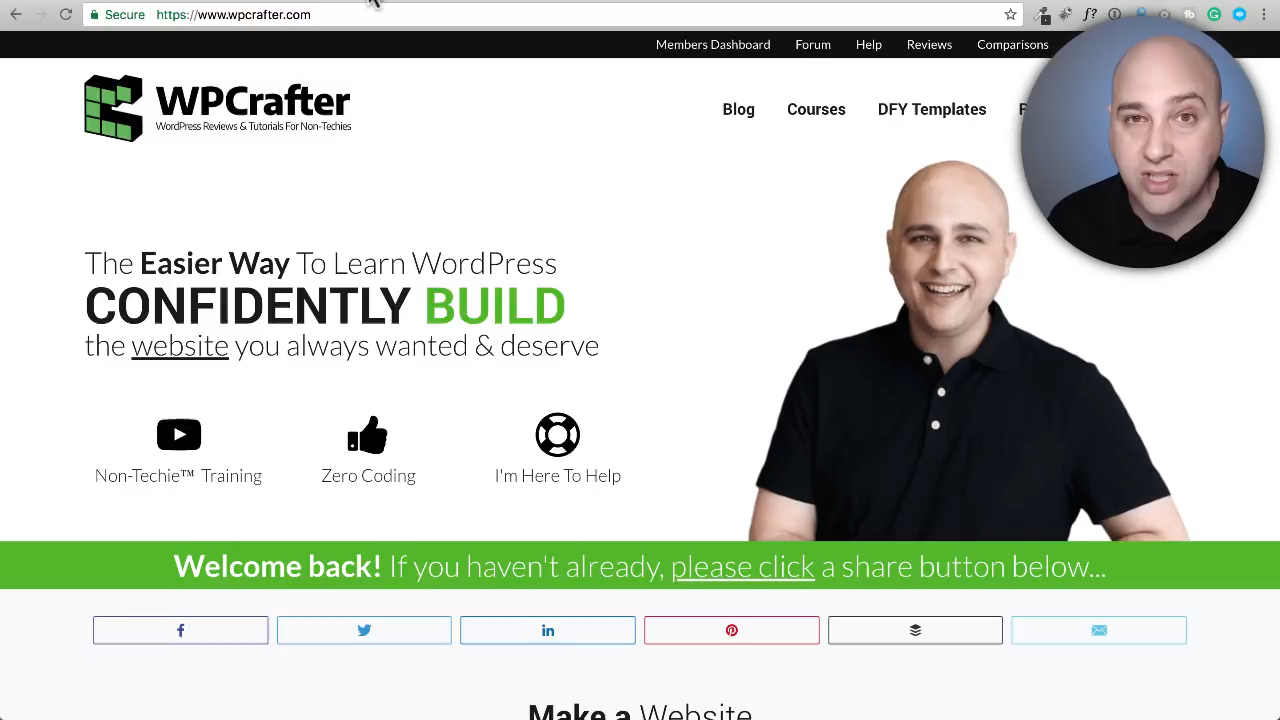 Secure https://www.wpcrafter.com
Members Dashboard Forum Help Reviews Comparisons
WPCrafter
WordPress Reviews & Tutorials For Non-Techies
Blog Courses DFY Templates
The Easier Way To Learn WordPress
CONFIDENTLY BUILD
the website you always wanted & deserve
Non-Techie™ Training Zero Coding I'm Here To Help
Welcome back! If you haven't already, please click a share button below...
Make a Website